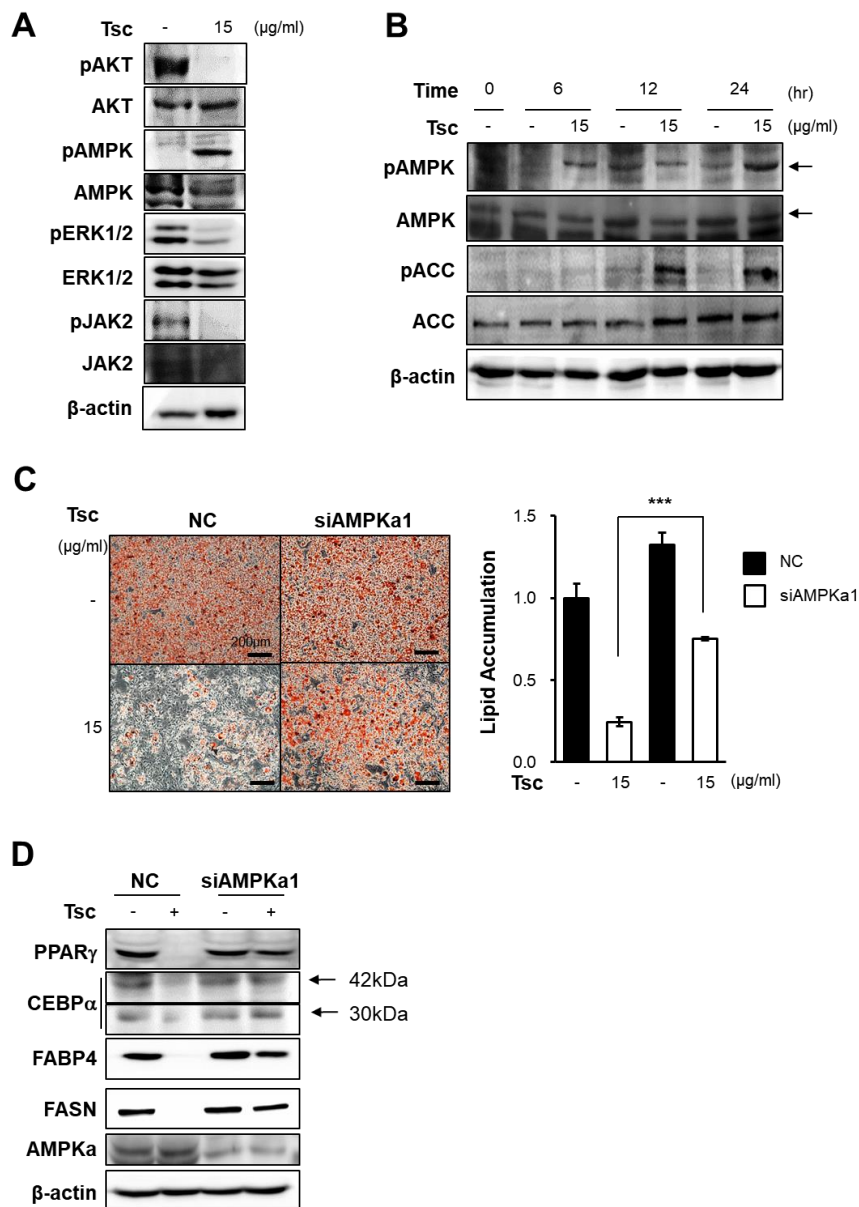 A
Tsc - 15 (μg/ml)
pAKT
AKT
pAMPK
AMPK
pERK1/2
ERK1/2
pJAK2
JAK2
β-actin
B
Time 0 6 12 24 (hr)
Tsc - - 15 - 15 - 15 (μg/ml)
pAMPK
AMPK
pACC
ACC
β-actin
C
Tsc
(μg/ml)
NC siAMPKa1
-
200μm
15
***
1.5
1.0
0.5
0.0
Lipid Accumulation
NC
siAMPKa1
Tsc - 15 - 15 (μg/ml)
D
NC siAMPKa1
Tsc - + - +
PPARγ
CEBPα
42kDa
30kDa
FABP4
FASN
AMPKa
β-actin